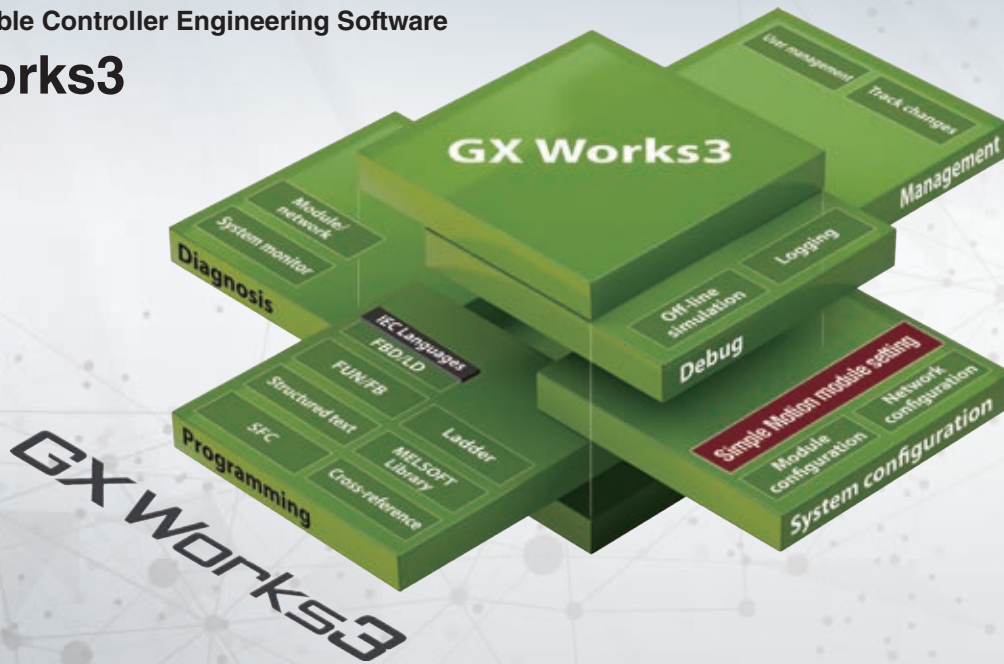 ble Controller Engineering Software
orks3
GX Works3
User management
Track changes
Management
Module/
network
System monitor
Diagnosis
Logging
Off-line
simulation
Debug
IEC Languages
FBD/LD
FUN/FB
Structured text
SFC
Ladder
MELSOFT
Library
Cross-reference
Programming
Simple Motion module setting
Network
configuration
Module
configuration
System configuration
GX Works3